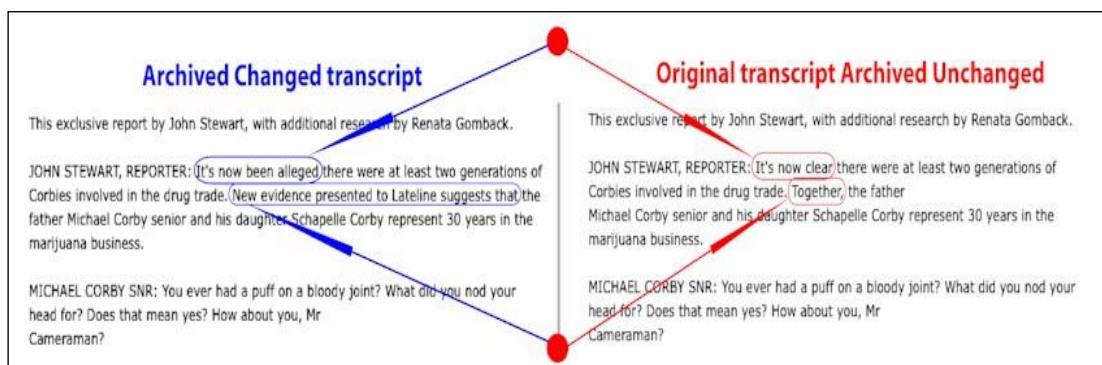 Archived Changed transcript
This exclusive report by John Stewart, with additional research by Renata Gomback.
JOHN STEWART, REPORTER: It's now been alleged there were at least two generations of
Corbies involved in the drug trade. New evidence presented to Lateline suggests that the
father Michael Corby senior and his daughter Schapelle Corby represent 30 years in the
marijuana business.
MICHAEL CORBY SNR: You ever had a puff on a bloody joint? What did you nod your
head for? Does that mean yes? How about you, Mr
Cameraman?
Original transcript Archived Unchanged
This exclusive report by John Stewart, with additional research by Renata Gomback.
JOHN STEWART, REPORTER: It's now clear there were at least two generations of
Corbies involved in the drug trade. Together, the father
Michael Corby senior and his daughter Schapelle Corby represent 30 years in the
marijuana business.
MICHAEL CORBY SNR: You ever had a puff on a bloody joint? What did you nod your
head for? Does that mean yes? How about you, Mr
Cameraman?